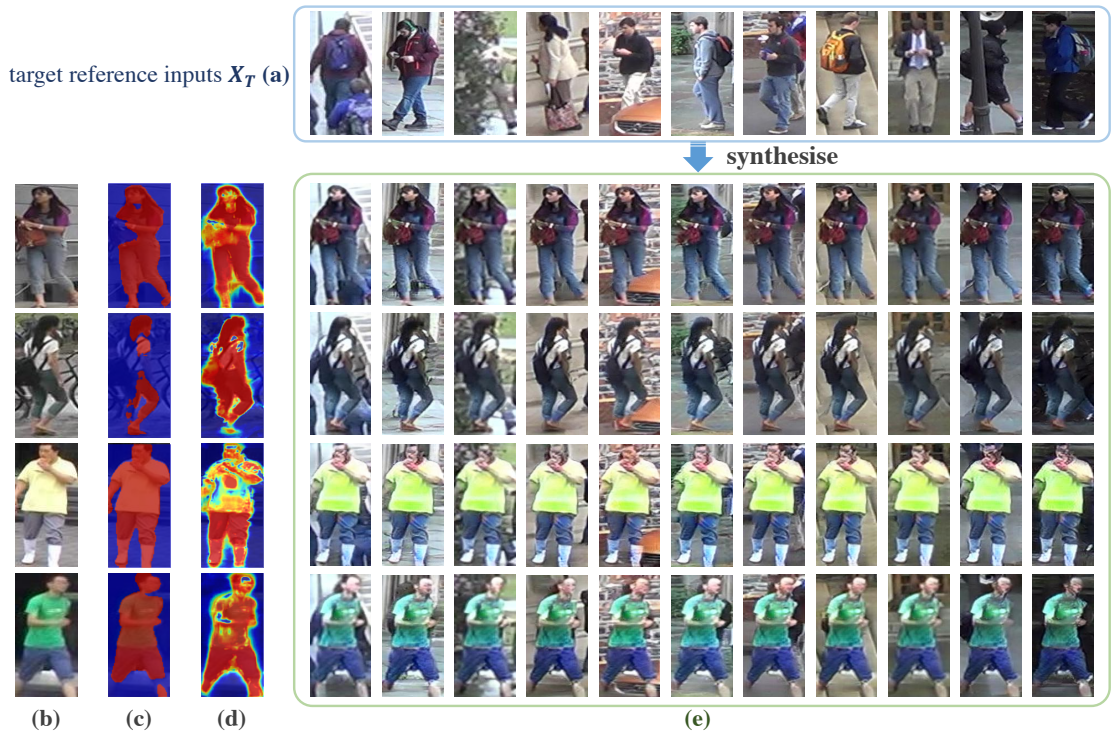 target reference inputs X_T (a)
synthesise
(b) (c) (d) (e)